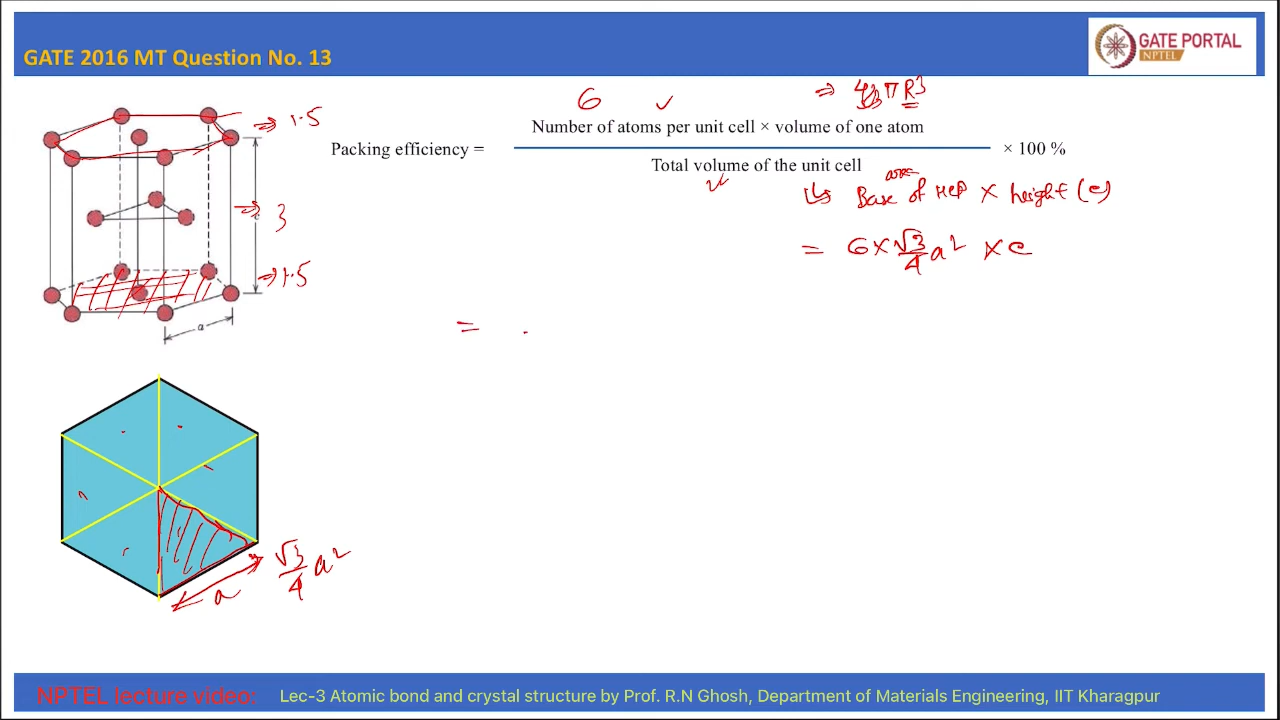 GATE 2016 MT Question No. 13
GATE PORTAL
NPTEL
6 ✓ ⇒ 4/3 π R3
Number of atoms per unit cell × volume of one atom
Packing efficiency = × 100 %
Total volume of the unit cell
area
Base of HCP × height (c)
= 6 × √3/4 a² × c
=
→ 1.5
→ 3
→ 1.5
a
√3/4 a²
a
NPTEL lecture video: Lec-3 Atomic bond and crystal structure by Prof. R.N Ghosh, Department of Materials Engineering, IIT Kharagpur